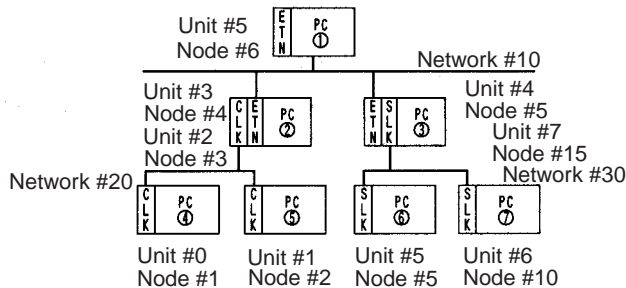 Unit #5
Node #6
ETN
PC
①
Network #10
Unit #3
Node #4
Unit #2
Node #3
CLK
ETN
PC
②
ETN
SLK
PC
③
Unit #4
Node #5
Unit #7
Node #15
Network #30
Network #20
CLK
PC
④
CLK
PC
⑤
SLK
PC
⑥
SLK
PC
⑦
Unit #0
Node #1
Unit #1
Node #2
Unit #5
Node #5
Unit #6
Node #10